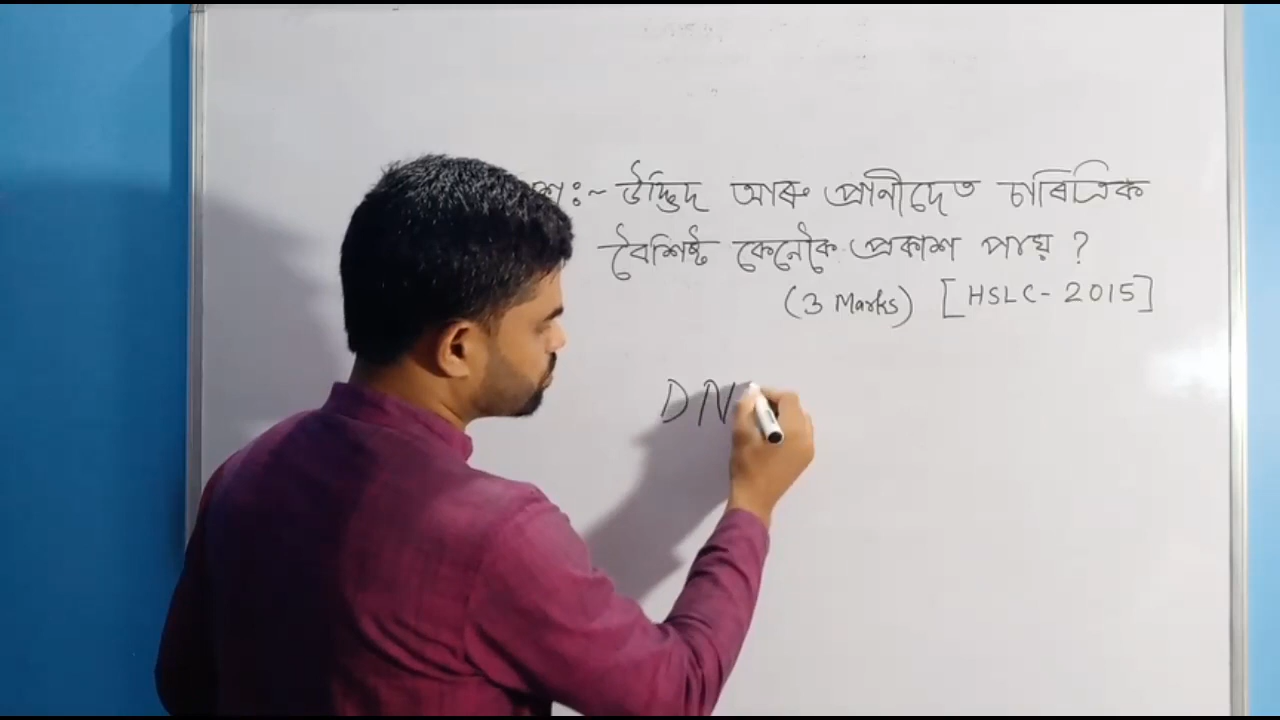 :~ উদ্ভিদ আৰু প্ৰানীদেহত চাৰিত্ৰিক
বৈশিষ্ট কেনেকৈ প্ৰকাশ পায় ?
(3 Marks) [HSLC - 2015]
DN